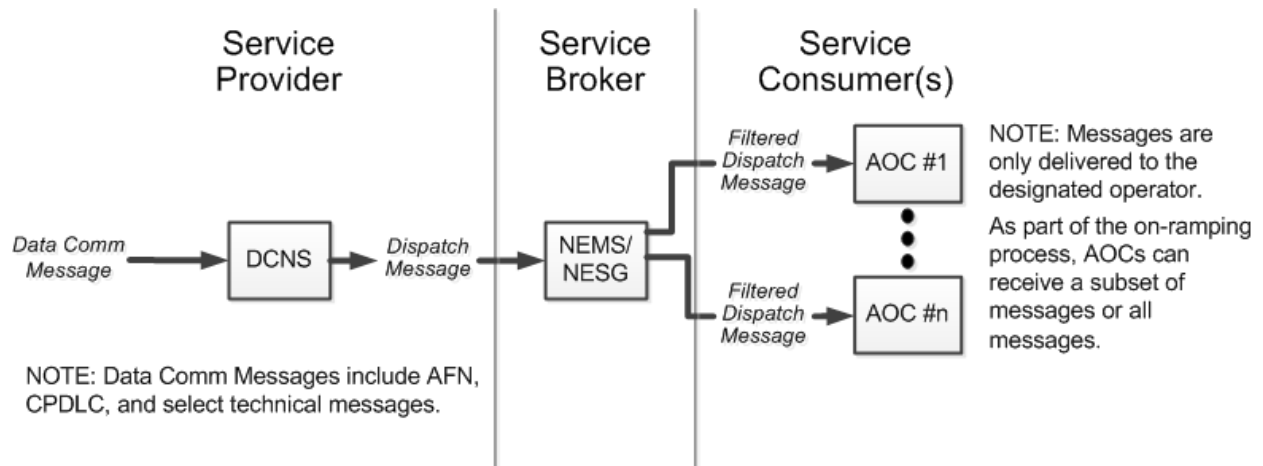 Service
Provider
Service
Broker
Service
Consumer(s)
Data Comm
Message
DCNS
Dispatch
Message
NEMS/
NESG
Filtered
Dispatch
Message
AOC #1
Filtered
Dispatch
Message
AOC #n
NOTE: Messages are
only delivered to the
designated operator.
As part of the on-ramping
process, AOCs can
receive a subset of
messages or all
messages.
NOTE: Data Comm Messages include AFN,
CPDLC, and select technical messages.